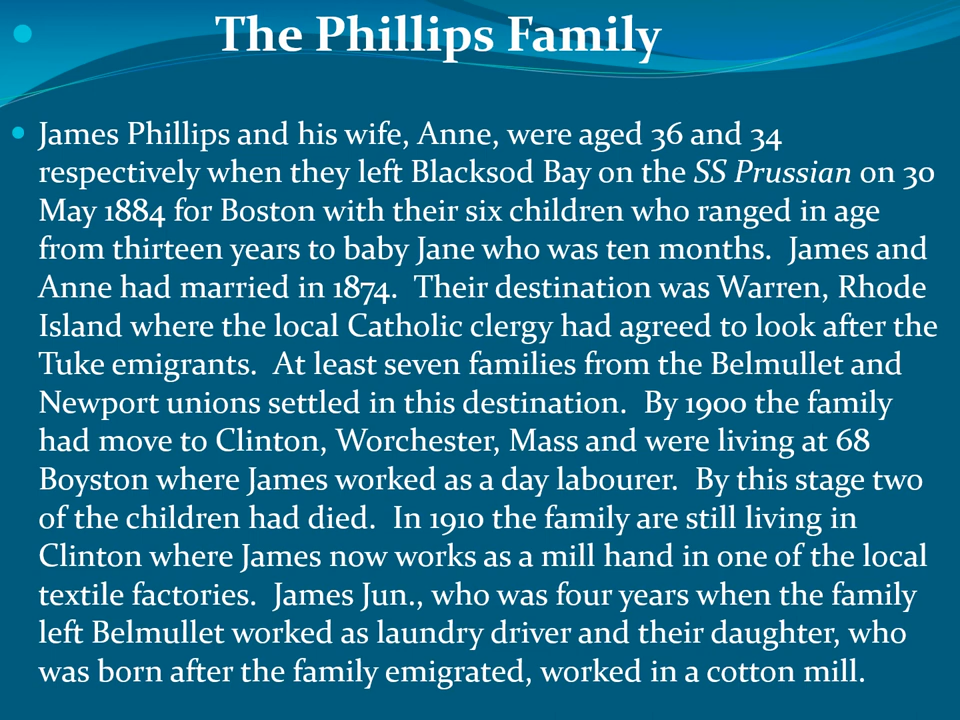 The Phillips Family
James Phillips and his wife, Anne, were aged 36 and 34
respectively when they left Blacksod Bay on the SS Prussian on 30
May 1884 for Boston with their six children who ranged in age
from thirteen years to baby Jane who was ten months.  James and
Anne had married in 1874.  Their destination was Warren, Rhode
Island where the local Catholic clergy had agreed to look after the
Tuke emigrants.  At least seven families from the Belmullet and
Newport unions settled in this destination.  By 1900 the family
had move to Clinton, Worchester, Mass and were living at 68
Boyston where James worked as a day labourer.  By this stage two
of the children had died.  In 1910 the family are still living in
Clinton where James now works as a mill hand in one of the local
textile factories.  James Jun., who was four years when the family
left Belmullet worked as laundry driver and their daughter, who
was born after the family emigrated, worked in a cotton mill.